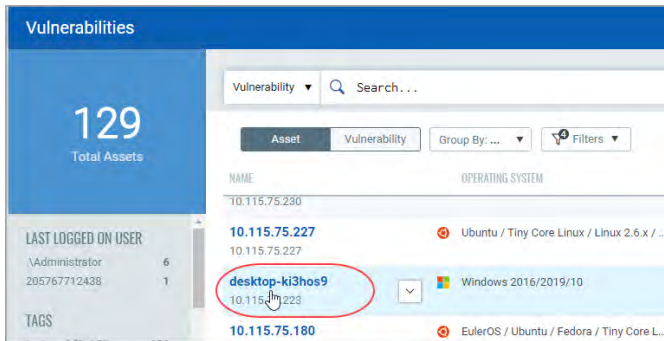 Vulnerabilities
129
Total Assets
Vulnerability
Search...
Asset Vulnerability Group By: ... 4 Filters
NAME OPERATING SYSTEM
10.115.75.230
10.115.75.227 Ubuntu / Tiny Core Linux / Linux 2.6.x / ...
10.115.75.227
desktop-ki3hos9 Windows 2016/2019/10
10.115. 223
10.115.75.180 EulerOS / Ubuntu / Fedora / Tiny Core L...
LAST LOGGED ON USER
.\Administrator 6
205767712438 1
TAGS